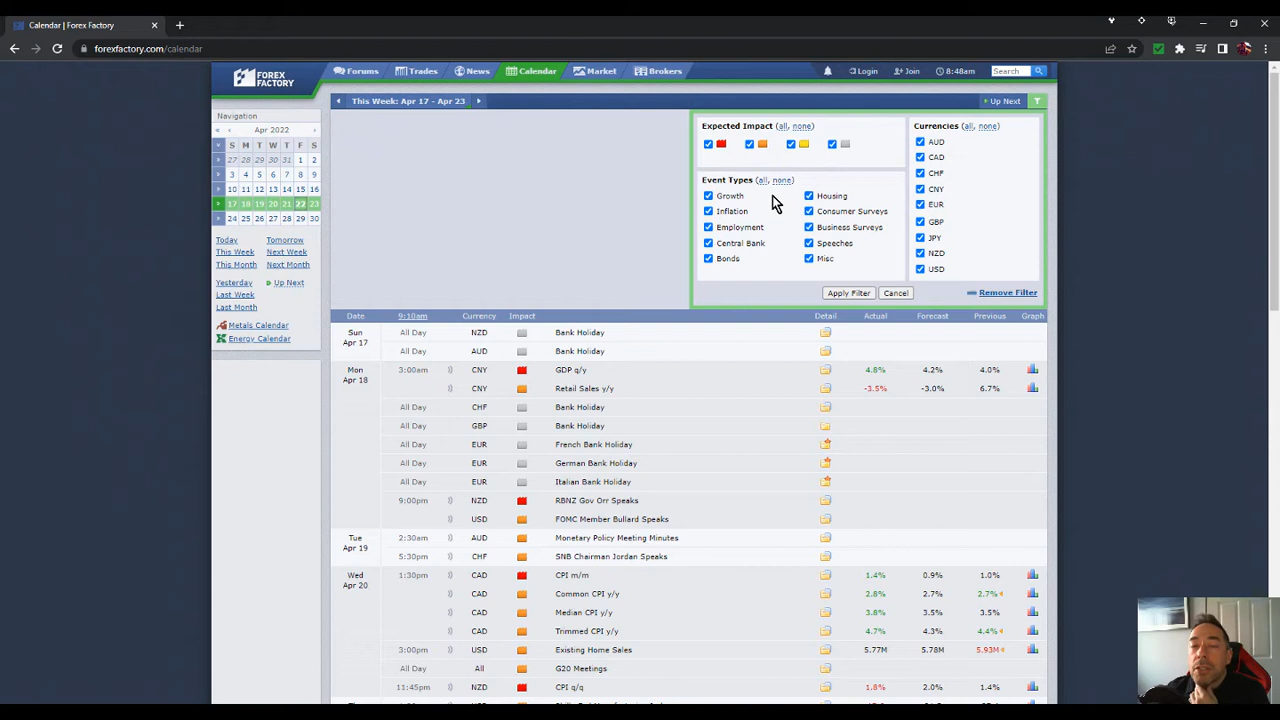 Calendar | Forex Factory
forexfactory.com/calendar
FOREX
FACTORY
Forums
Trades
News
Calendar
Market
Brokers
Login
Join
8:48am
Search
This Week: Apr 17 - Apr 23
Up Next
Navigation
Apr 2022
S M T W T F S
27 28 29 30 31 1 2
3 4 5 6 7 8 9
10 11 12 13 14 15 16
17 18 19 20 21 22 23
24 25 26 27 28 29 30
Today Tomorrow
This Week Next Week
This Month Next Month
Yesterday Up Next
Last Week
Last Month
Metals Calendar
Energy Calendar
Expected Impact (all, none)
Event Types (all, none)
Growth Housing
Inflation Consumer Surveys
Employment Business Surveys
Central Bank Speeches
Bonds Misc
Currencies (all, none)
AUD
CAD
CHF
CNY
EUR
GBP
JPY
NZD
USD
Apply Filter Cancel Remove Filter
Date 9:10am Currency Impact Detail Actual Forecast Previous Graph
Sun Apr 17 All Day NZD Bank Holiday
All Day AUD Bank Holiday
Mon Apr 18 3:00am CNY GDP q/y 4.8% 4.2% 4.0%
CNY Retail Sales y/y -3.5% -3.0% 6.7%
All Day CHF Bank Holiday
All Day GBP Bank Holiday
All Day EUR French Bank Holiday
All Day EUR German Bank Holiday
All Day EUR Italian Bank Holiday
9:00pm NZD RBNZ Gov Orr Speaks
USD FOMC Member Bullard Speaks
Tue Apr 19 2:30am AUD Monetary Policy Meeting Minutes
5:30pm CHF SNB Chairman Jordan Speaks
Wed Apr 20 1:30pm CAD CPI m/m 1.4% 0.9% 1.0%
CAD Common CPI y/y 2.8% 2.7% 2.7%
CAD Median CPI y/y 3.8% 3.5% 3.5%
CAD Trimmed CPI y/y 4.7% 4.3% 4.4%
3:00pm USD Existing Home Sales 5.77M 5.78M 5.93M
All Day All G20 Meetings
11:45pm NZD CPI q/q 1.8% 2.0% 1.4%